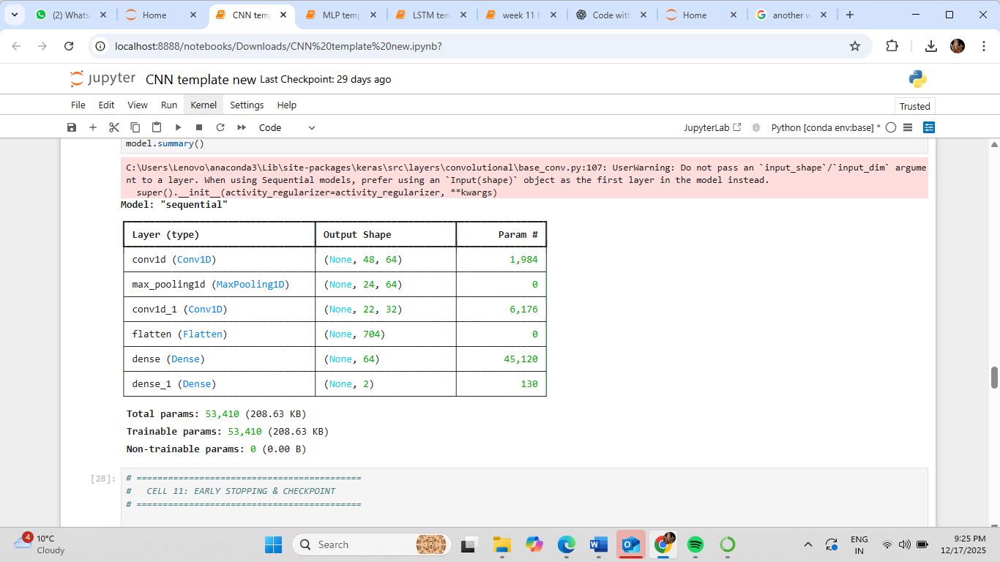 (2) Whats
Home
CNN temp
MLP temp
LSTM tem
week 11 f
Code with
Home
another w
localhost:8888/notebooks/Downloads/CNN%20template%20new.ipynb?
jupyter CNN template new Last Checkpoint: 29 days ago
File Edit View Run Kernel Settings Help
Trusted
Code
JupyterLab
Python [conda env:base] *
model.summary()
C:\Users\Lenovo\anaconda3\Lib\site-packages\keras\src\layers\convolutional\base_conv.py:107: UserWarning: Do not pass an `input_shape`/`input_dim` argume
nt to a layer. When using Sequential models, prefer using an `Input(shape)` object as the first layer in the model instead.
super().__init__(activity_regularizer=activity_regularizer, **kwargs)
Model: "sequential"
Layer (type) Output Shape Param #
conv1d (Conv1D) (None, 48, 64) 1,984
max_pooling1d (MaxPooling1D) (None, 24, 64) 0
conv1d_1 (Conv1D) (None, 22, 32) 6,176
flatten (Flatten) (None, 704) 0
dense (Dense) (None, 64) 45,120
dense_1 (Dense) (None, 2) 130
Total params: 53,410 (208.63 KB)
Trainable params: 53,410 (208.63 KB)
Non-trainable params: 0 (0.00 B)
[28]: # ==========================================
# CELL 11: EARLY STOPPING & CHECKPOINT
# ==========================================
4
10°C
Cloudy
Search
ENG
IN
9:25 PM
12/17/2025